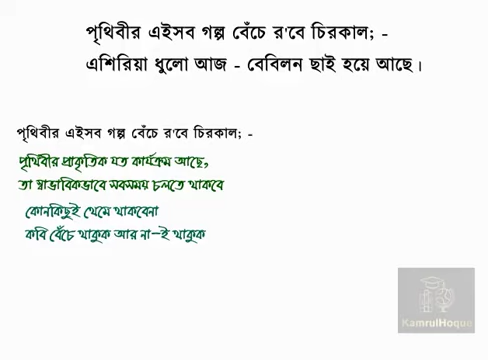 পৃথিবীর এইসব গল্প বেঁচে র'বে চিরকাল; -
এশিরিয়া ধুলো আজ - বেবিলন ছাই হয়ে আছে।
পৃথিবীর এইসব গল্প বেঁচে র'বে চিরকাল; -
পৃথিবীর প্রাকৃতিক যত কার্যক্রম আছে,
তা স্বাভাবিকভাবে সবসময় চলতে থাকবে
কোনকিছুই থেমে থাকবেনা
কবি বেঁচে থাকুক আর না-ই থাকুক
KamrulHoque